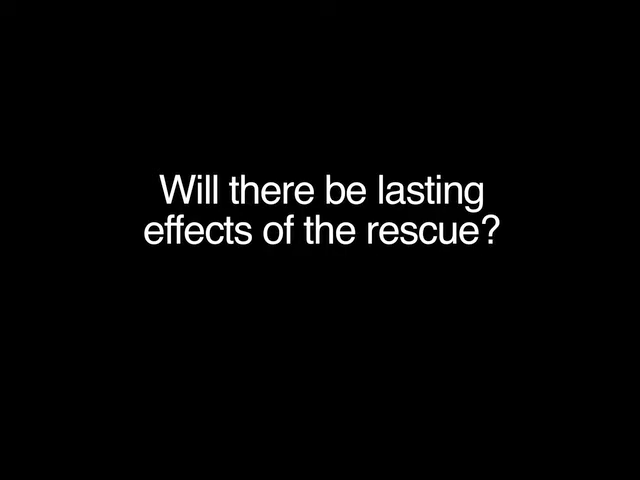 Will there be lasting
effects of the rescue?